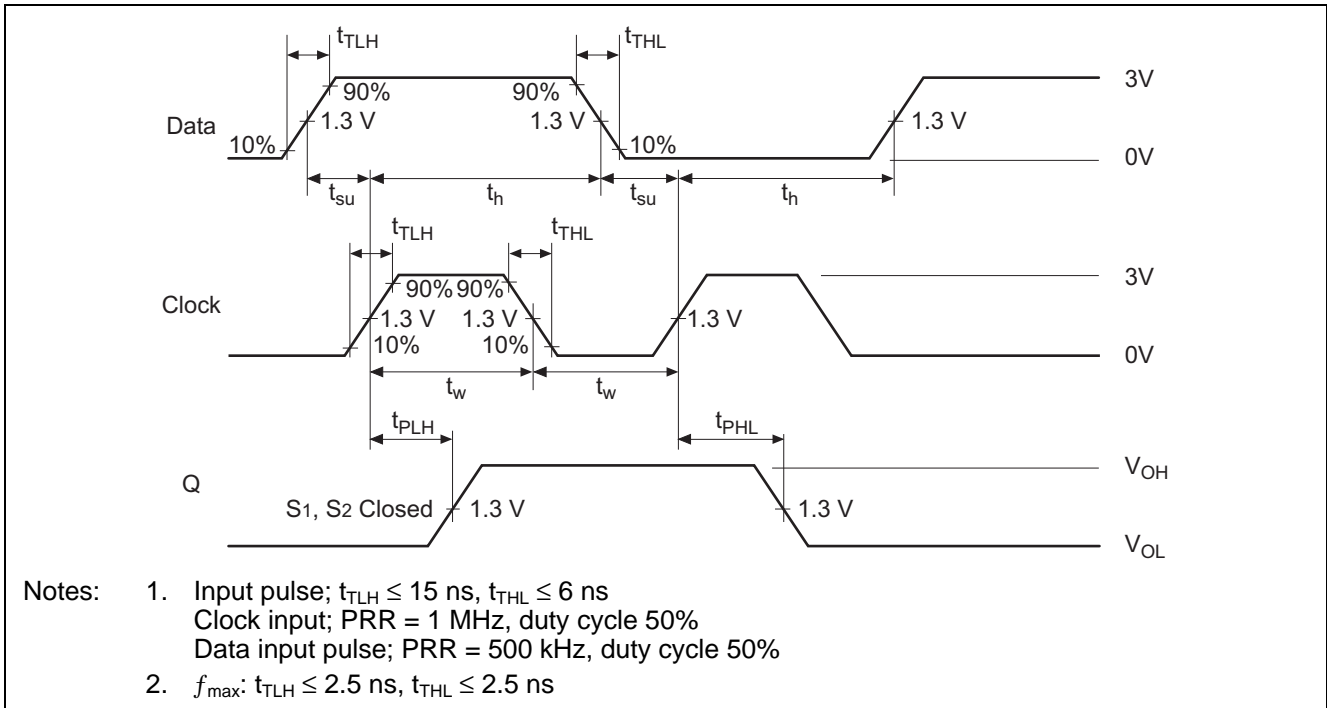 tTLH tTHL
3V
90% 90%
Data 1.3 V 1.3 V 1.3 V
10% 10%
0V
tsu th tsu th
tTLH tTHL
3V
90% 90%
Clock
1.3 V 1.3 V 1.3 V
10% 10%
0V
tw tw
tPLH tPHL
VOH
Q
S1, S2 Closed 1.3 V 1.3 V
VOL
Notes: 1. Input pulse; tTLH ≤ 15 ns, tTHL ≤ 6 ns
Clock input; PRR = 1 MHz, duty cycle 50%
Data input pulse; PRR = 500 kHz, duty cycle 50%
2. fmax: tTLH ≤ 2.5 ns, tTHL ≤ 2.5 ns